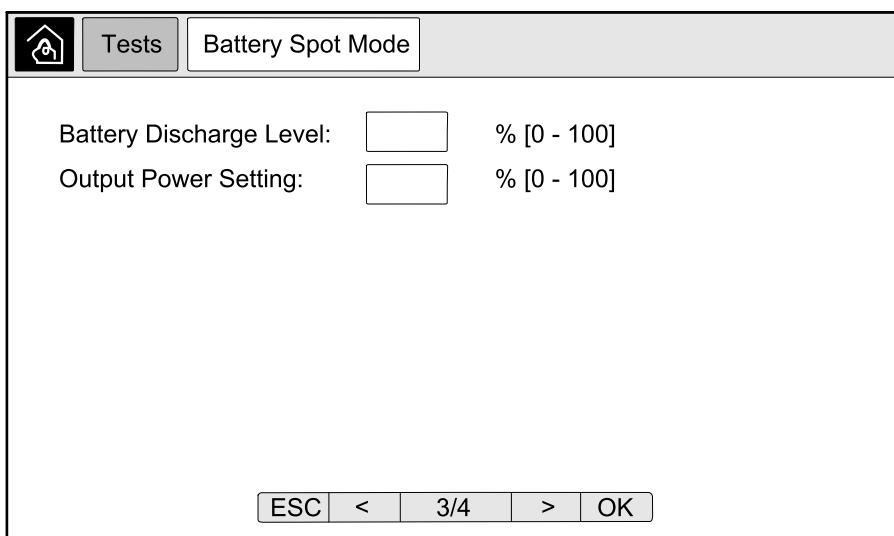 Tests Battery Spot Mode
Battery Discharge Level: % [0 - 100]
Output Power Setting: % [0 - 100]
ESC < 3/4 > OK